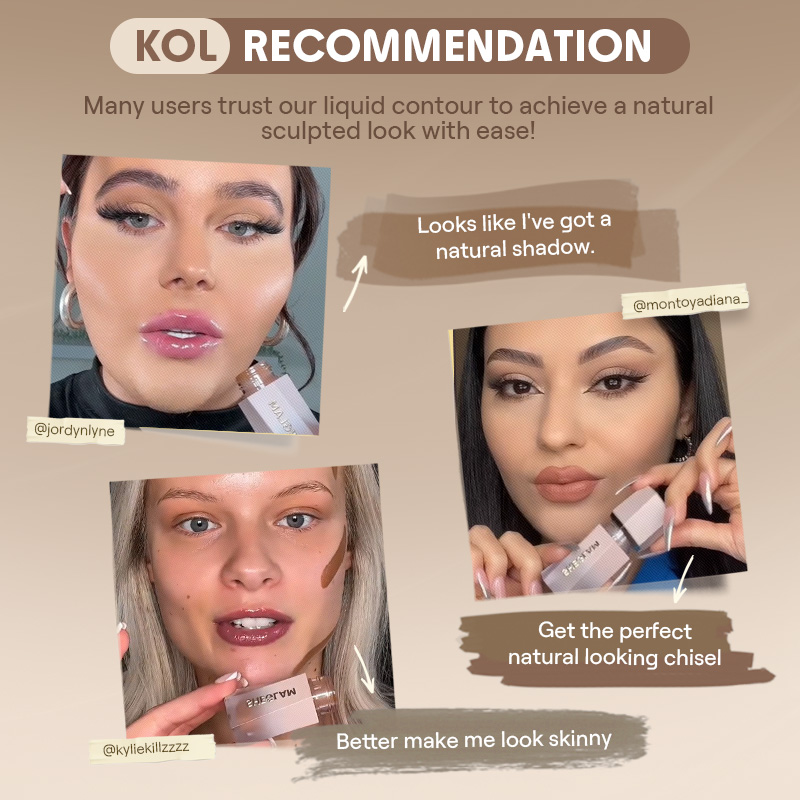 KOL RECOMMENDATION
Many users trust our liquid contour to achieve a natural
sculpted look with ease!
Looks like I've got a
natural shadow.
@montoyadiana_
@jordynlyne
Get the perfect
natural looking chisel
@kyliekillzzzz
Better make me look skinny